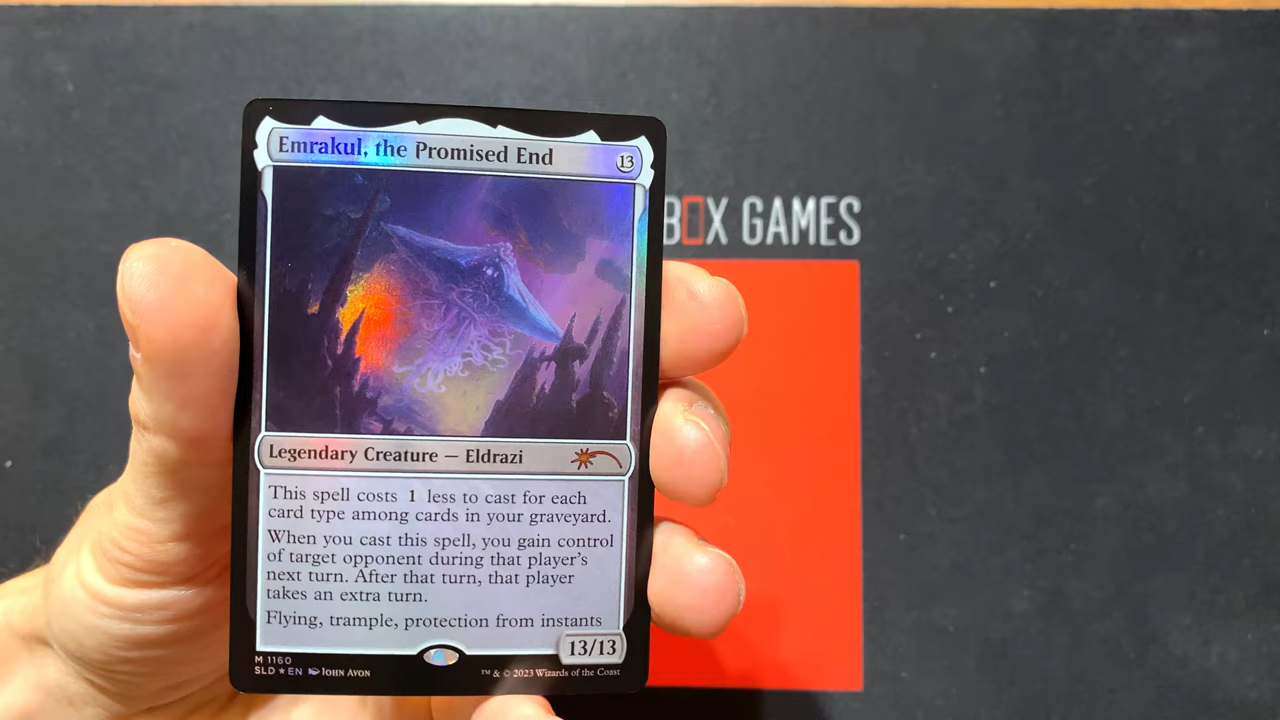 Emrakul, the Promised End
13
BOX GAMES
Legendary Creature — Eldrazi
This spell costs 1 less to cast for each
card type among cards in your graveyard.
When you cast this spell, you gain control
of target opponent during that player's
next turn. After that turn, that player
takes an extra turn.
Flying, trample, protection from instants
13/13
M 1160
SLD ★ EN JOHN AVON
™ & © 2023 Wizards of the Coast